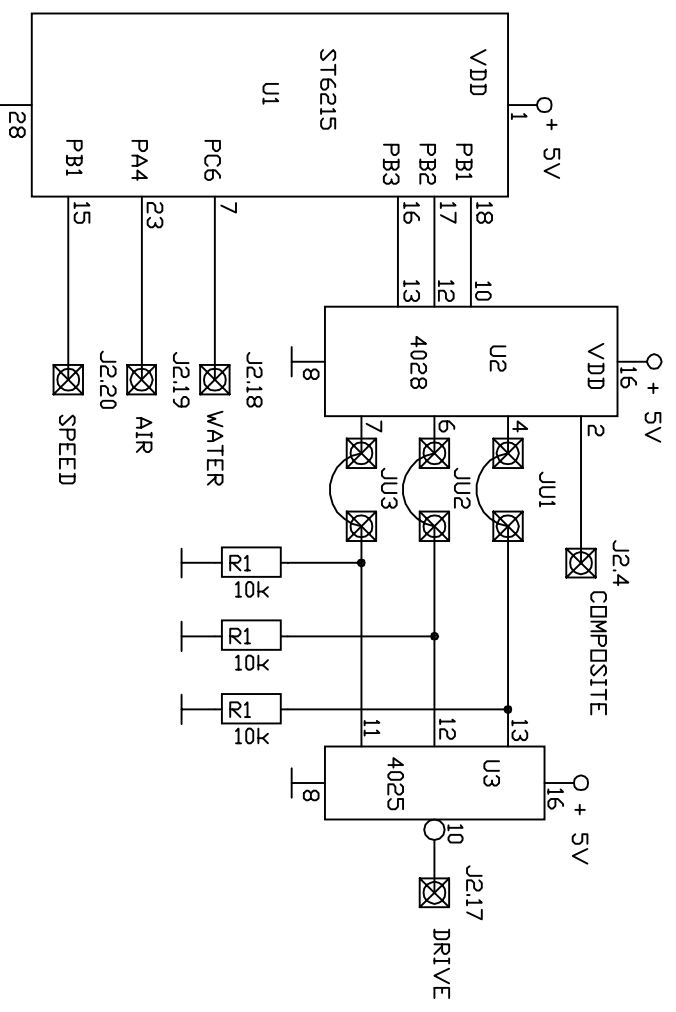 + 5V
1
VDD
ST6215
U1
28
PB1
PB2
PB3
PC6
PA4
PB1
18
17
16
7
23
15
10
12
13
+ 5V
16
VDD
U2
4028
8
2
4
6
7
J2.18
WATER
J2.19
AIR
J2.20
SPEED
JU1
JU2
JU3
J2.4
COMPOSITE
R1
10k
R1
10k
R1
10k
13
12
11
+ 5V
16
U3
4025
8
10
J2.17
DRIVE